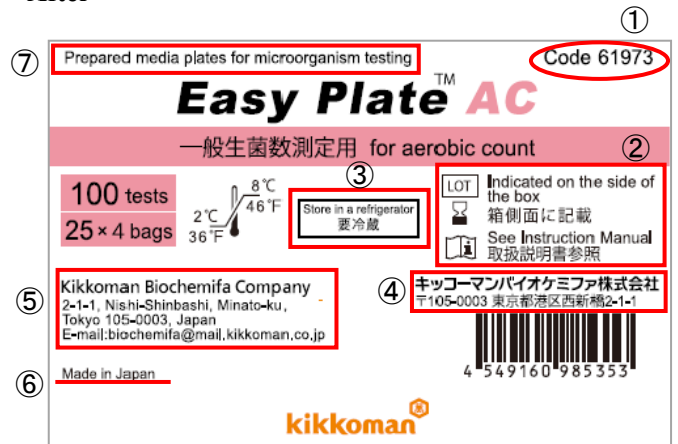 After
①
⑦ Prepared media plates for microorganism testing
Code 61973
Easy Plate™ AC
一般生菌数測定用 for aerobic count
②
③
100 tests
25×4 bags
8℃
46°F
2℃
36°F
Store in a refrigerator
要冷蔵
LOT Indicated on the side of
the box
箱側面に記載
See Instruction Manual
取扱説明書参照
⑤
Kikkoman Biochemifa Company
2-1-1, Nishi-Shinbashi, Minato-ku,
Tokyo 105-0003, Japan
E-mail:biochemifa@mail.kikkoman.co.jp
④
キッコーマンバイオケミファ株式会社
〒105-0003 東京都港区西新橋2-1-1
⑥
Made in Japan
4 549160 985353
kikkoman®